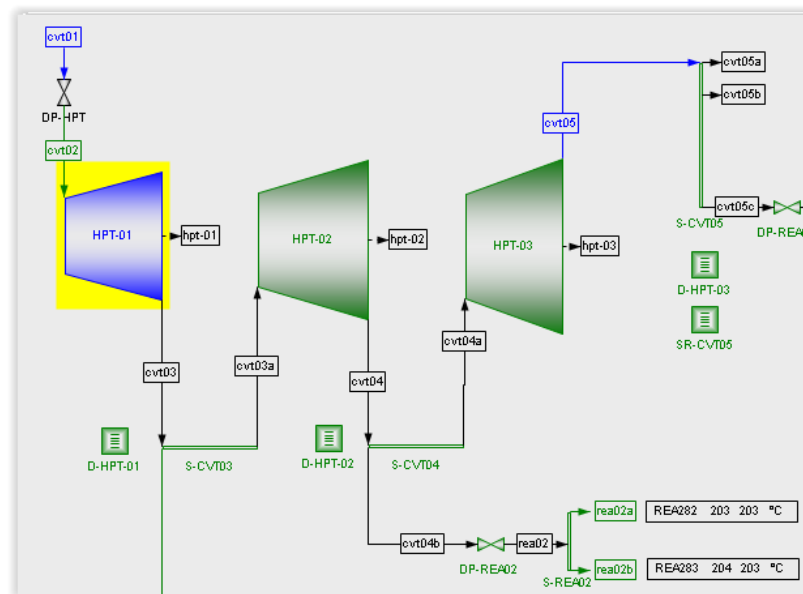 cvt01
DP-HPT
cvt02
HPT-01
hpt-01
cvt03
D-HPT-01
S-CVT03
cvt03a
HPT-02
hpt-02
cvt04
D-HPT-02
S-CVT04
cvt04a
HPT-03
hpt-03
cvt05
cvt05a
cvt05b
cvt05c
S-CVT05
D-HPT-03
SR-CVT05
cvt04b
DP-REA02
rea02
S-REA02
rea02a
REA282 203 203 °C
rea02b
REA283 204 203 °C